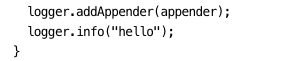 logger.addAppender(appender);
logger.info("hello");
}